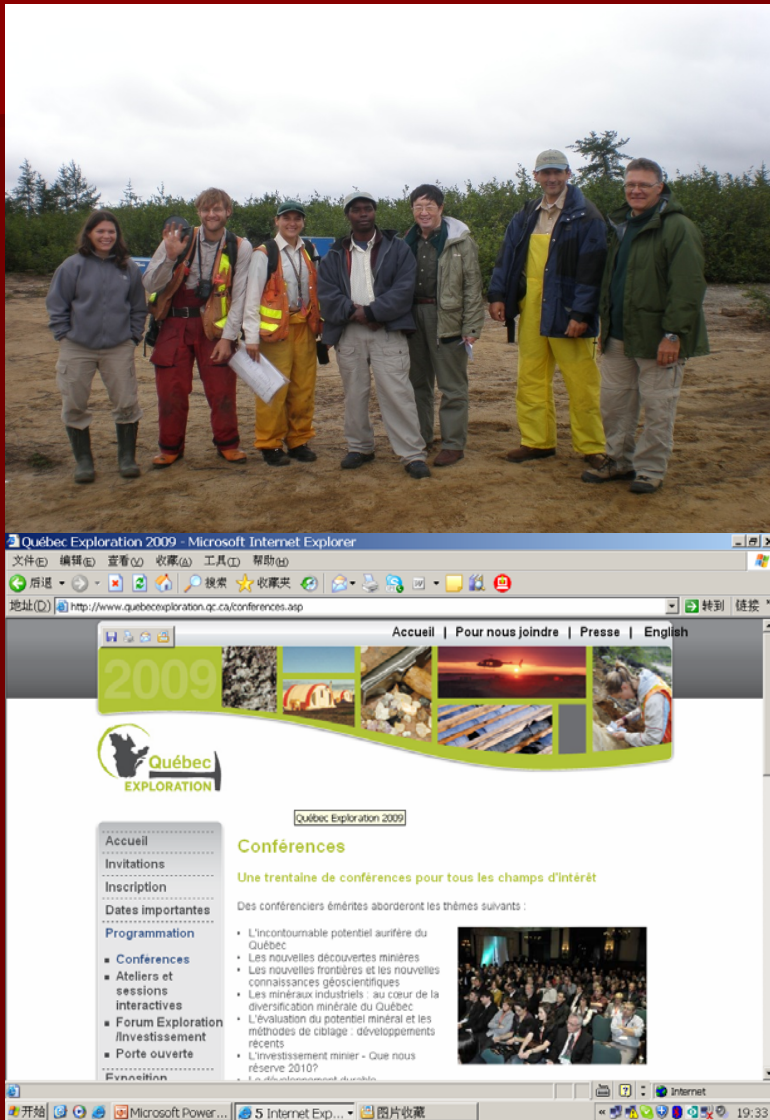 Québec Exploration 2009 - Microsoft Internet Explorer
文件(F) 编辑(E) 查看(V) 收藏(A) 工具(T) 帮助(H)
后退 搜索 收藏夹
地址(D) http://www.quebecexploration.qc.ca/conferences.asp 转到 链接 »
Accueil | Pour nous joindre | Presse | English
2009
Québec
EXPLORATION
Québec Exploration 2009
Accueil
Invitations
Inscription
Dates importantes
Programmation
Conférences
Ateliers et
sessions
interactives
Forum Exploration
/Investissement
Porte ouverte
Exposition
Conférences
Une trentaine de conférences pour tous les champs d'intérêt
Des conférenciers émérites aborderont les thèmes suivants :
• L'incontournable potentiel aurifère du
Québec
• Les nouvelles découvertes minières
• Les nouvelles frontières et les nouvelles
connaissances géoscientifiques
• Les minéraux industriels : au cœur de la
diversification minérale du Québec
• L'évaluation du potentiel minéral et les
méthodes de ciblage : développements
récents
• L'investissement minier - Que nous
réserve 2010?
• Le développement durable
Internet
开始 Microsoft Power... 5 Internet Exp... 图片收藏 19:33